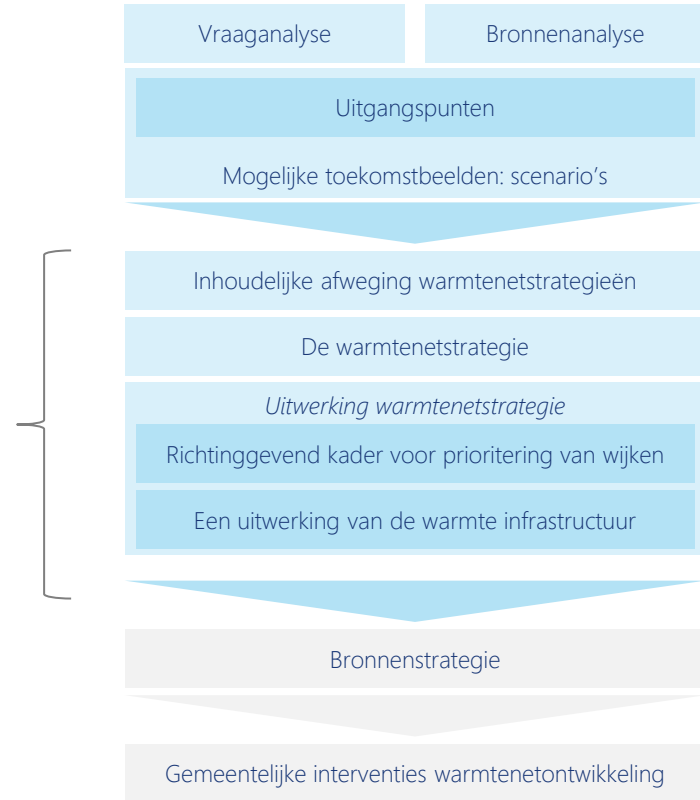 Vraaganalyse
Bronnenanalyse
Uitgangspunten
Mogelijke toekomstbeelden: scenario's
Inhoudelijke afweging warmtenetstrategieën
De warmtenetstrategie
Uitwerking warmtenetstrategie
Richtinggevend kader voor prioritering van wijken
Een uitwerking van de warmte infrastructuur
Bronnenstrategie
Gemeentelijke interventies warmtenetontwikkeling